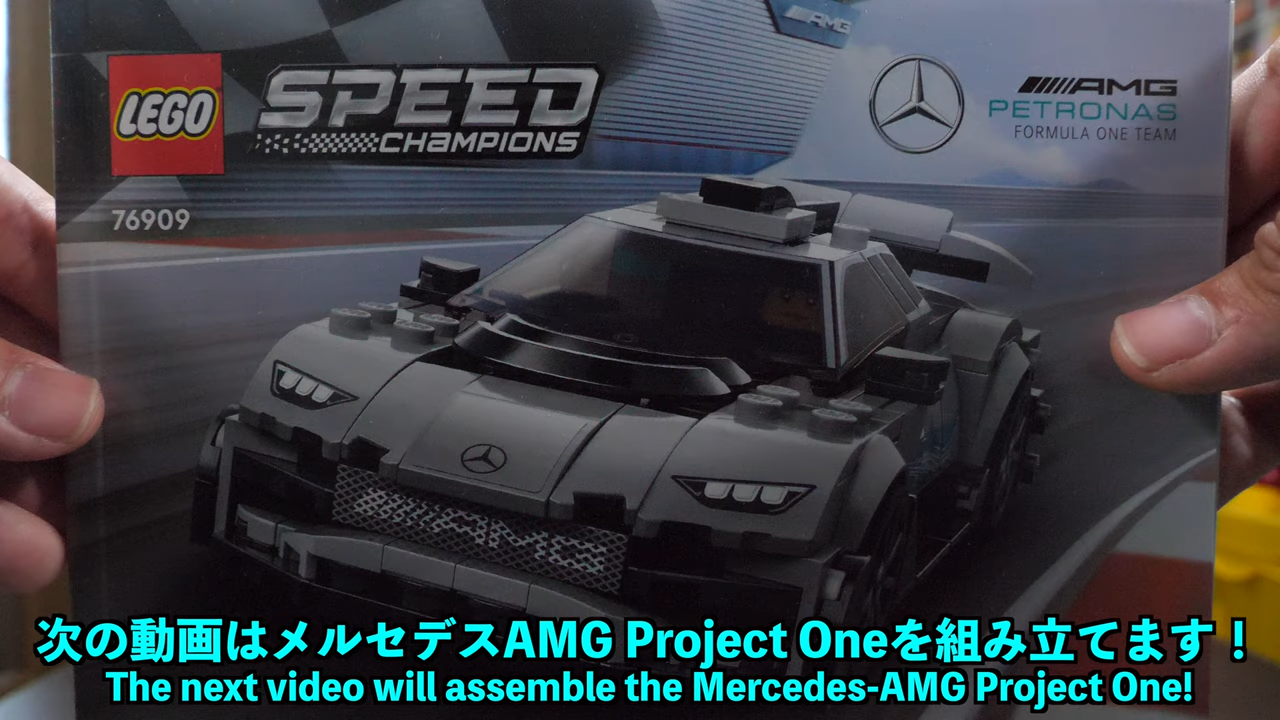 AMG
LEGO
SPEED
CHAMPIONS
AMG
PETRONAS
FORMULA ONE TEAM
76909
AMG
次の動画はメルセデスAMG Project Oneを組み立てます！
The next video will assemble the Mercedes-AMG Project One!